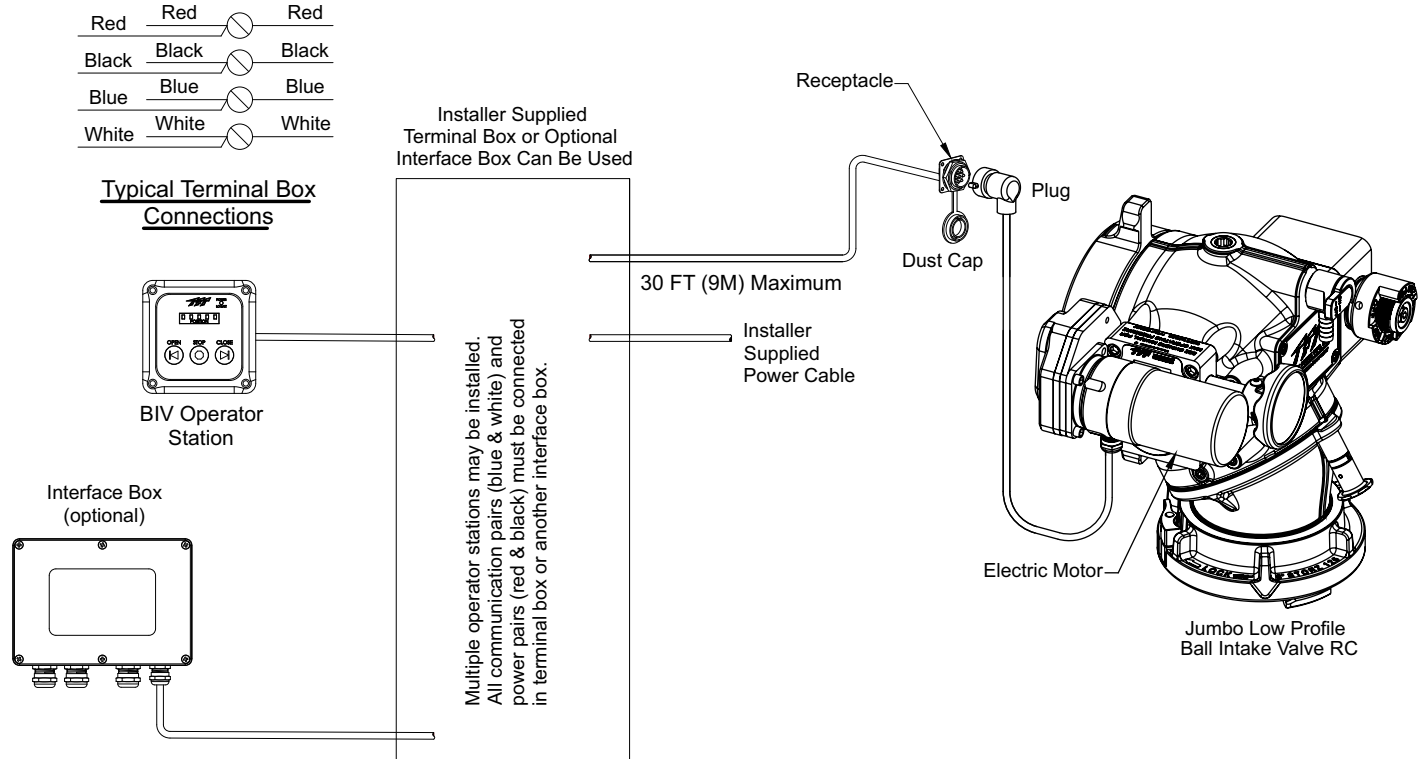 Red Red Red
Black Black Black
Blue Blue Blue
White White White
Typical Terminal Box
Connections
Installer Supplied
Terminal Box or Optional
Interface Box Can Be Used
Receptacle
Plug
Dust Cap
30 FT (9M) Maximum
Installer
Supplied
Power Cable
OPEN STOP CLOSE
BIV Operator
Station
Interface Box
(optional)
Multiple operator stations may be installed.
All communication pairs (blue & white) and
power pairs (red & black) must be connected
in terminal box or another interface box.
Electric Motor
LOCK
Jumbo Low Profile
Ball Intake Valve RC